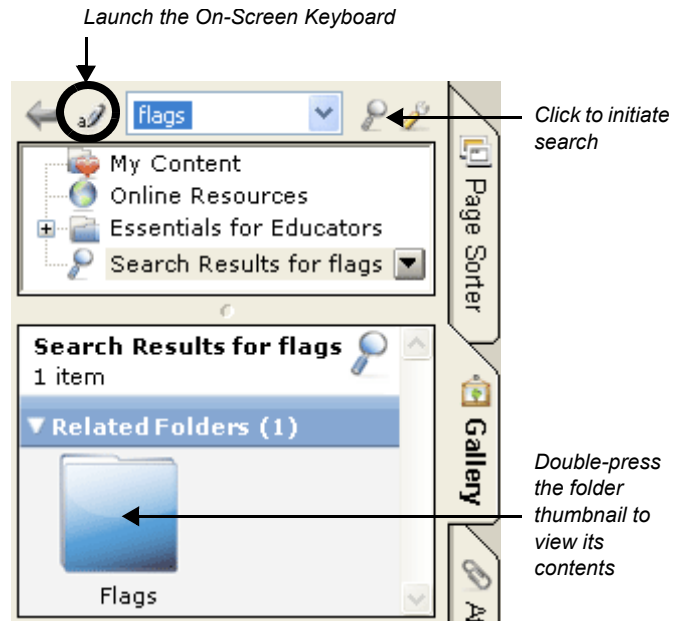 Launch the On-Screen Keyboard
a
flags
Click to initiate
search
My Content
Online Resources
Essentials for Educators
Search Results for flags
Page Sorter
Search Results for flags
1 item
Related Folders (1)
Gallery
Double-press
the folder
thumbnail to
view its
contents
Flags